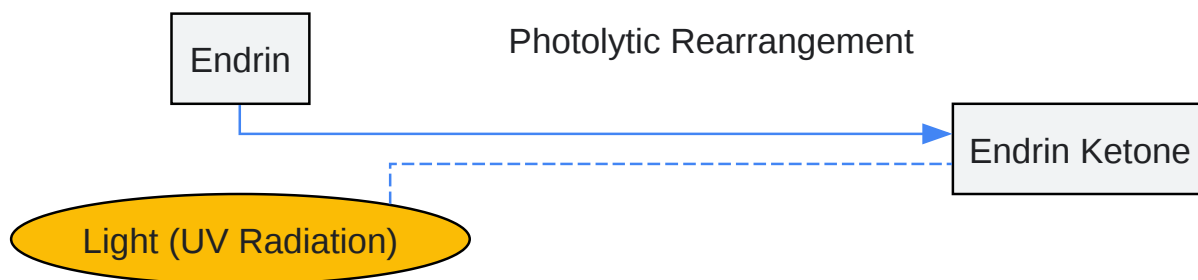 Endrin
Photolytic Rearrangement
Endrin Ketone
Light (UV Radiation)